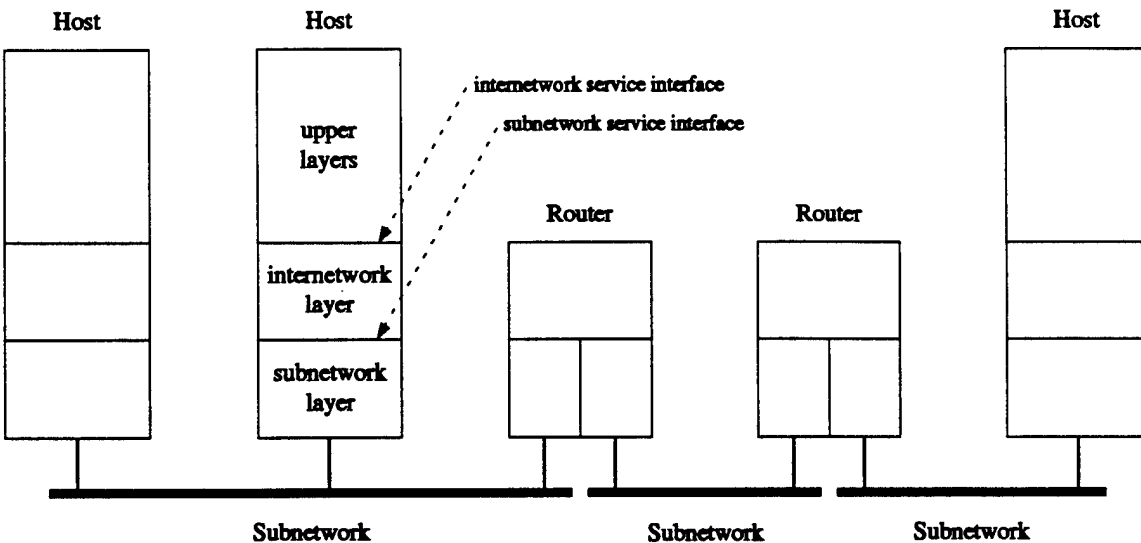 Host
Host
Host
internetwork service interface
subnetwork service interface
upper
layers
Router
Router
internetwork
layer
subnetwork
layer
Subnetwork
Subnetwork
Subnetwork